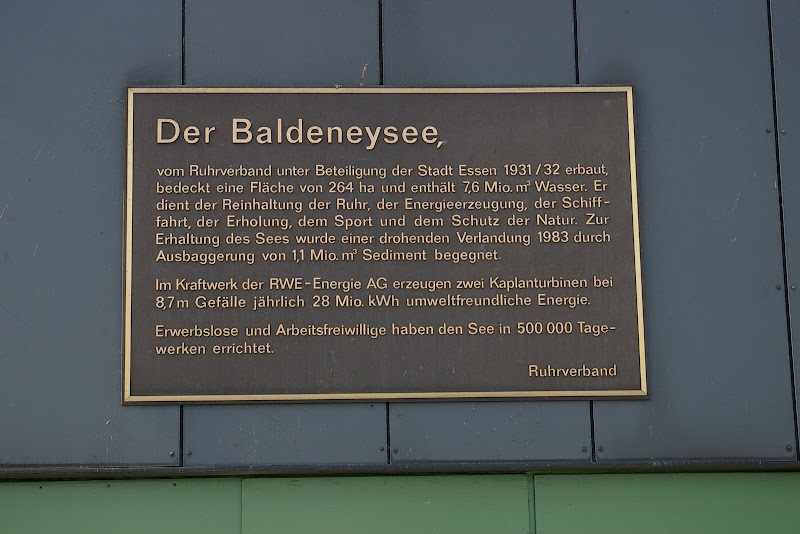 Der Baldeneysee,
vom Ruhrverband unter Beteiligung der Stadt Essen 1931/32 erbaut,
bedeckt eine Fläche von 264 ha und enthält 7,6 Mio. m³ Wasser. Er
dient der Reinhaltung der Ruhr, der Energieerzeugung, der Schiff-
fahrt, der Erholung, dem Sport und dem Schutz der Natur. Zur
Erhaltung des Sees wurde einer drohenden Verlandung 1983 durch
Ausbaggerung von 1,1 Mio. m³ Sediment begegnet.
Im Kraftwerk der RWE-Energie AG erzeugen zwei Kaplanturbinen bei
8,7m Gefälle jährlich 28 Mio. kWh umweltfreundliche Energie.
Erwerbslose und Arbeitsfreiwillige haben den See in 500 000 Tage-
werken errichtet.
Ruhrverband